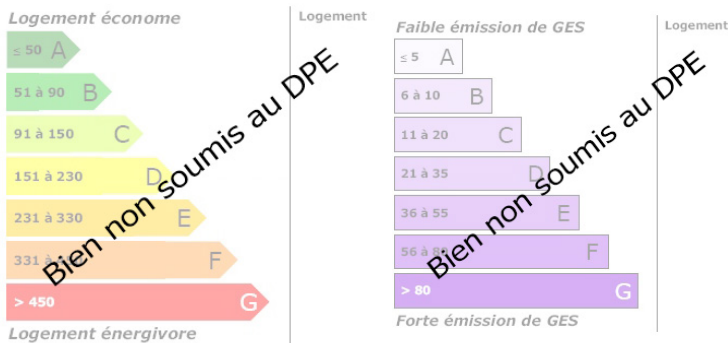 Logement économe
Logement
≤ 50 A
51 à 90 B
91 à 150 C
151 à 230 D
231 à 330 E
331 à F
> 450 G
Logement énergivore
Bien non soumis au DPE
Faible émission de GES
Logement
≤ 5 A
6 à 10 B
11 à 20 C
21 à 35 D
36 à 55 E
56 à 80 F
> 80 G
Forte émission de GES
Bien non soumis au DPE